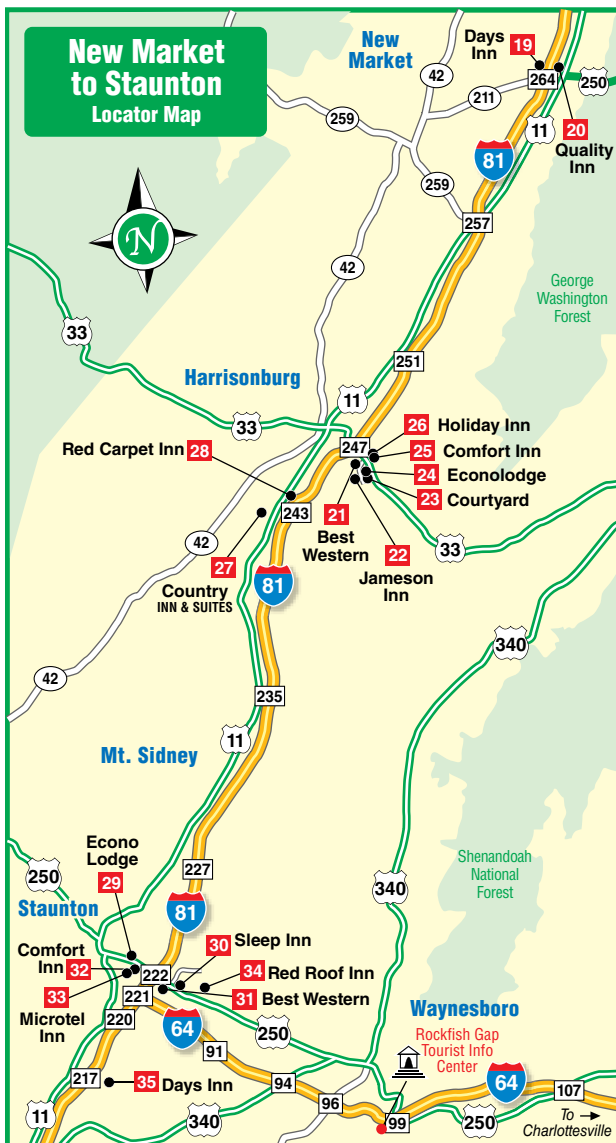 New Market
to Staunton
Locator Map
New
Market
Days
Inn
19
264
250
42
211
20
Quality
Inn
11
259
81
259
257
N
42
George
Washington
Forest
33
251
Harrisonburg
11
33
26 Holiday Inn
247
25 Comfort Inn
Red Carpet Inn 28
24 Econolodge
23 Courtyard
243
21
Best
Western
22
Jameson
Inn
33
42
27
Country
INN & SUITES
81
340
42
235
11
Mt. Sidney
Shenandoah
National
Forest
Econo
Lodge
29
227
250
340
Staunton
81
30 Sleep Inn
Comfort
Inn 32
222
34 Red Roof Inn
33
Microtel
Inn
221
31 Best Western
220
64
Waynesboro
Rockfish Gap
Tourist Info
Center
250
91
217
35 Days Inn
94
64
107
96
11
340
99
250
To →
Charlottesville